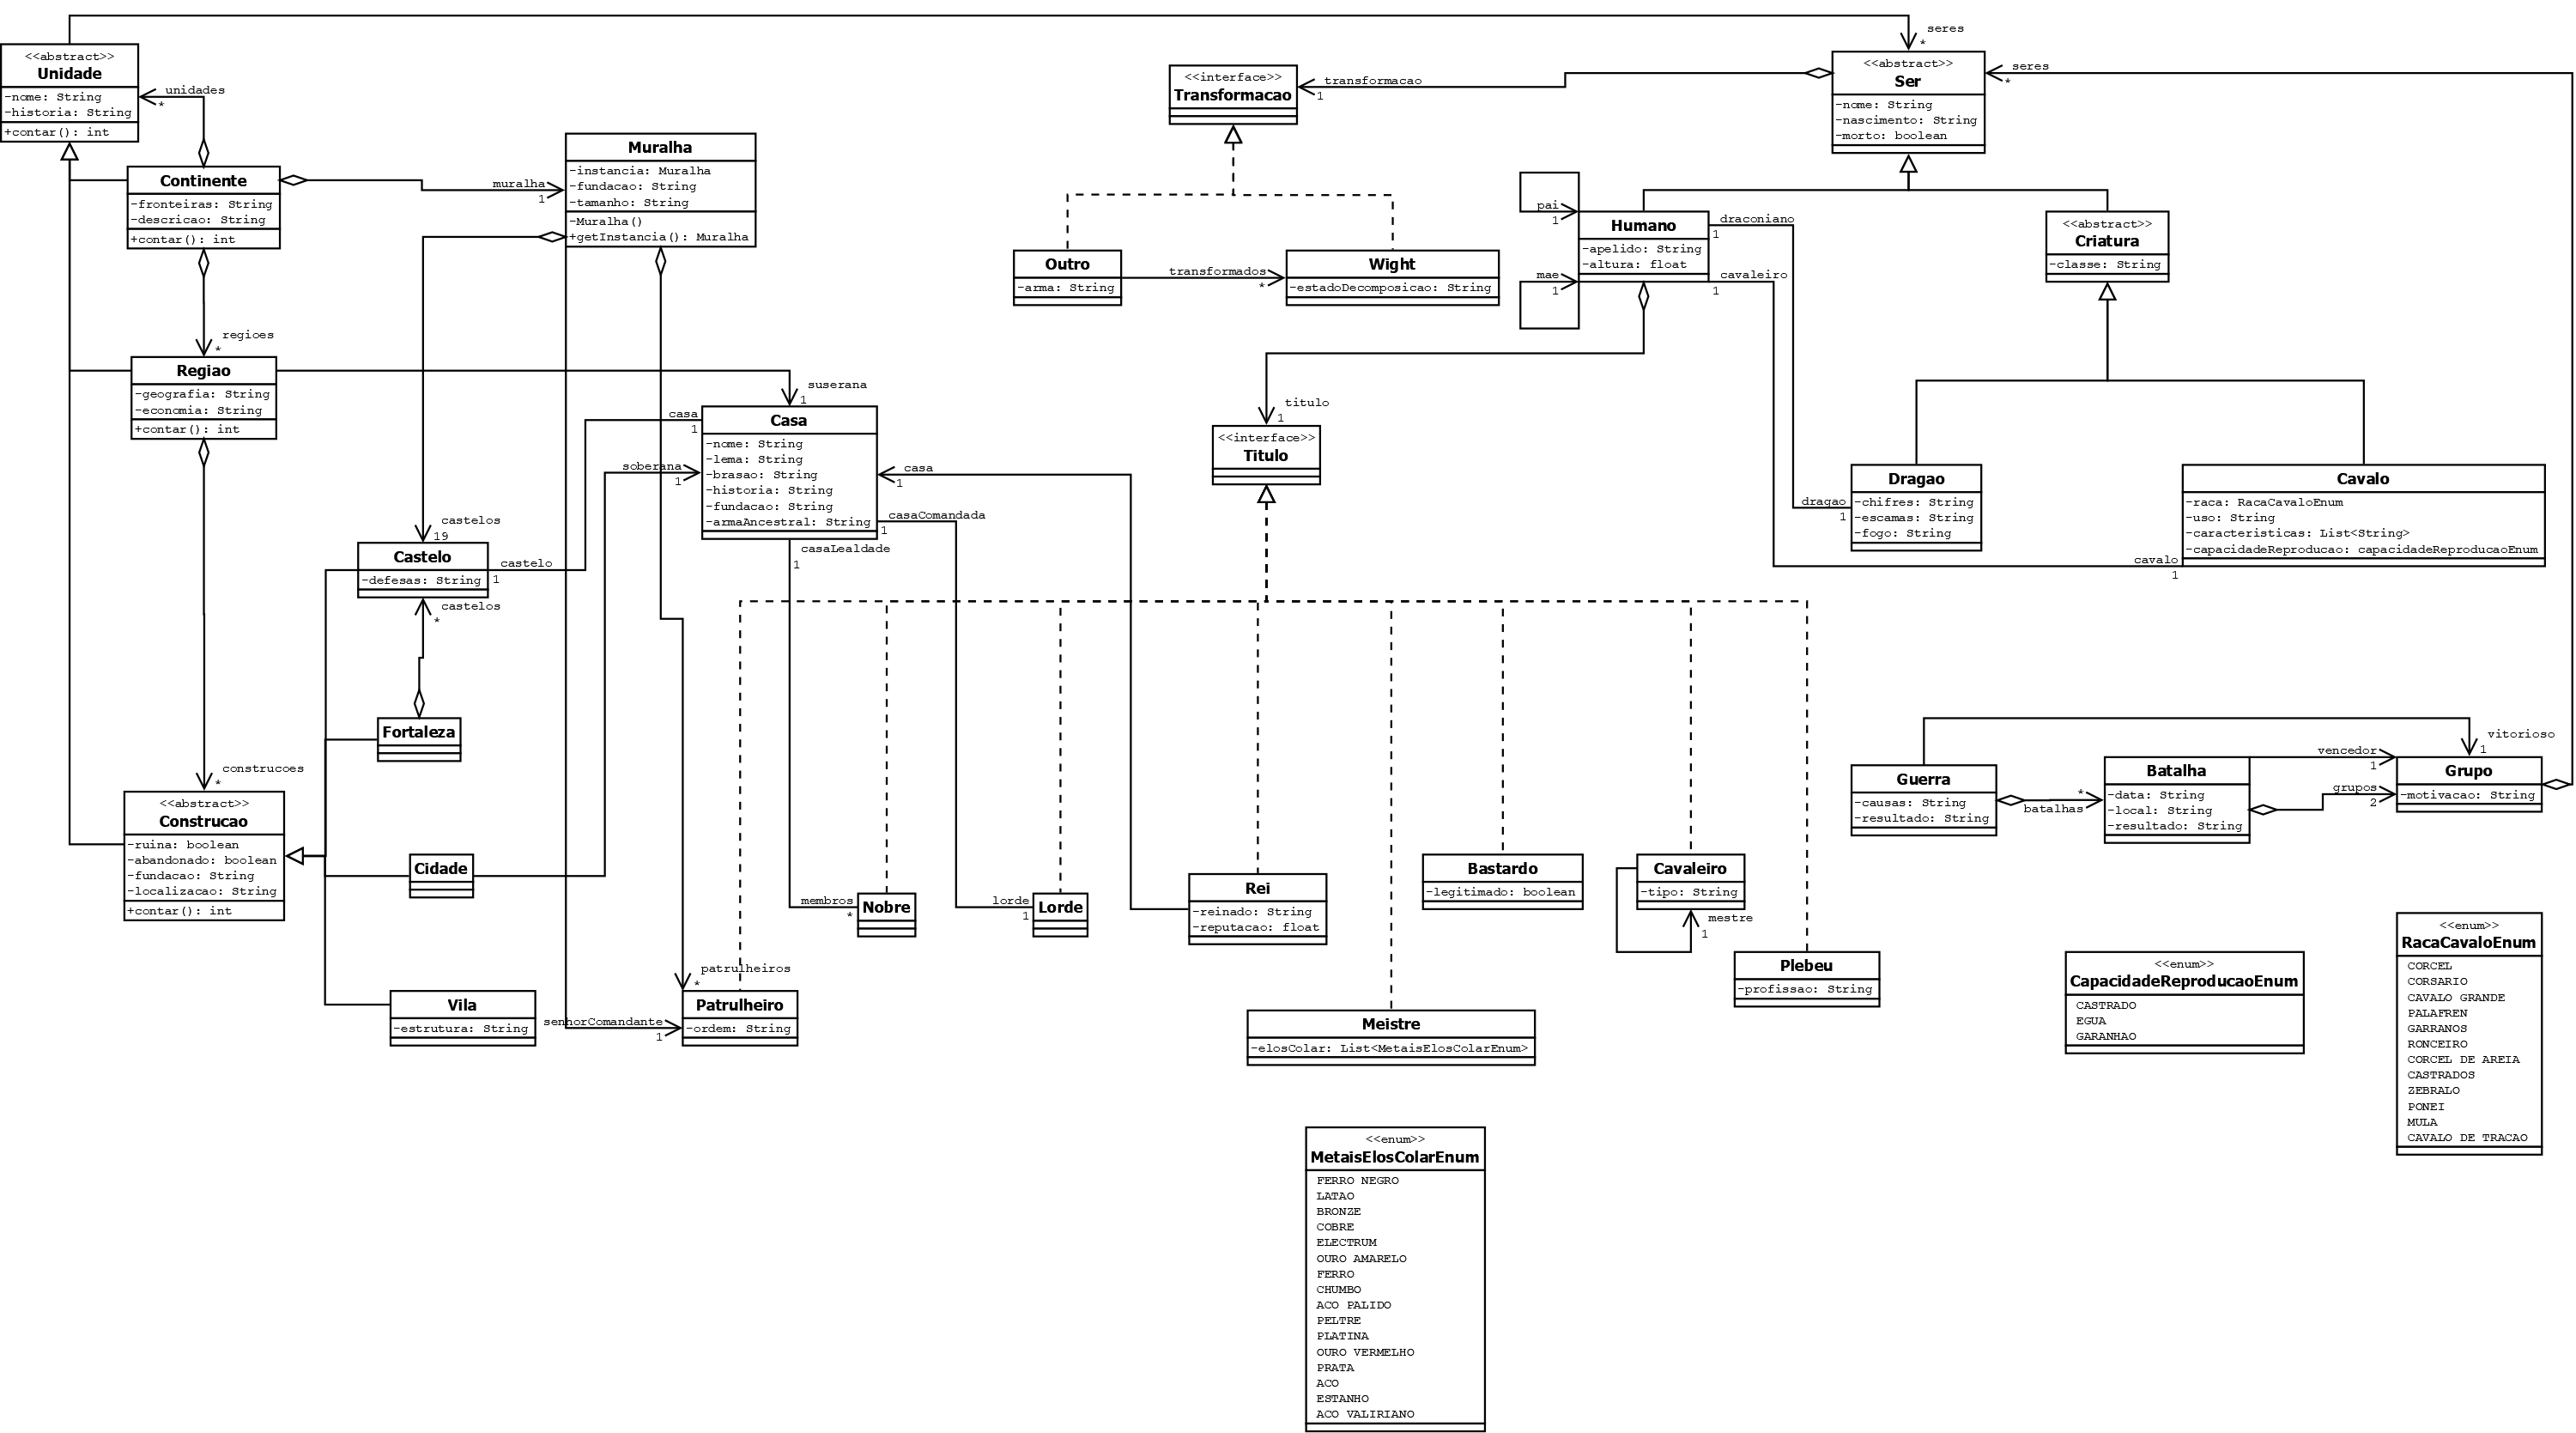 seres
*
<<abstract>>
Unidade
-nome: String
-historia: String
+contar(): int
unidades
*
Continente
-fronteiras: String
-descricao: String
+contar(): int
muralha
1
Muralha
-instancia: Muralha
-fundacao: String
-tamanho: String
-Muralha()
+getInstancia(): Muralha
<<interface>>
Transformacao
transformacao
1
<<abstract>>
Ser
-nome: String
-nascimento: String
-morto: boolean
seres
*
Outro
-arma: String
transformados
*
Wight
-estadoDecomposicao: String
pai
1
mae
1
Humano
-apelido: String
-altura: float
draconiano
1
cavaleiro
1
<<abstract>>
Criatura
-classe: String
regioes
*
Regiao
-geografia: String
-economia: String
+contar(): int
suserana
1
casa
1
soberana
1
Casa
-nome: String
-lema: String
-brasao: String
-historia: String
-fundacao: String
-armaAncestral: String
casa
1
casaComandada
1
casaLealdade
1
titulo
1
<<interface>>
Titulo
dragao
1
Dragao
-chifres: String
-escamas: String
-fogo: String
cavalo
1
Cavalo
-raca: RacaCavaloEnum
-uso: String
-caracteristicas: List<String>
-capacidadeReproducao: capacidadeReproducaoEnum
castelos
19
Castelo
-defesas: String
castelo
1
castelos
*
Fortaleza
construcoes
*
<<abstract>>
Construcao
-ruina: boolean
-abandonado: boolean
-fundacao: String
-localizacao: String
+contar(): int
Cidade
Vila
-estrutura: String
patrulheiros
*
senhorComandante
1
Patrulheiro
-ordem: String
membros
*
Nobre
lorde
1
Lorde
Rei
-reinado: String
-reputacao: float
Meistre
-elosColar: List<MetaisElosColarEnum>
Bastardo
-legitimado: boolean
Cavaleiro
-tipo: String
mestre
1
Plebeu
-profissao: String
Guerra
-causas: String
-resultado: String
*
batalhas
Batalha
-data: String
-local: String
-resultado: String
vencedor
1
grupos
2
vitorioso
1
Grupo
-motivacao: String
<<enum>>
CapacidadeReproducaoEnum
CASTRADO
EGUA
GARANHAO
<<enum>>
RacaCavaloEnum
CORCEL
CORSARIO
CAVALO GRANDE
PALAFREN
GARRANOS
RONCEIRO
CORCEL DE AREIA
CASTRADOS
ZEBRALO
PONEI
MULA
CAVALO DE TRACAO
<<enum>>
MetaisElosColarEnum
FERRO NEGRO
LATAO
BRONZE
COBRE
ELECTRUM
OURO AMARELO
FERRO
CHUMBO
ACO PALIDO
PELTRE
PLATINA
OURO VERMELHO
PRATA
ACO
ESTANHO
ACO VALIRIANO